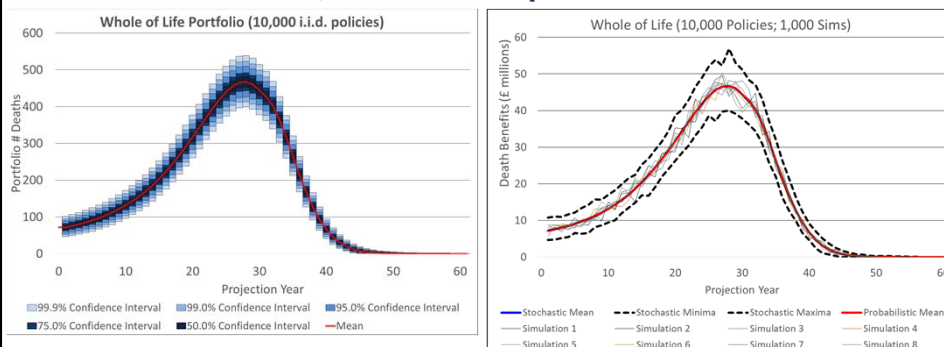 Whole of Life Portfolio (10,000 i.i.d. policies)
Portfolio # Deaths
600
500
400
300
200
100
0
0 10 20 30 40 50 60
Projection Year
99.9% Confidence Interval 99.0% Confidence Interval 95.0% Confidence Interval
75.0% Confidence Interval 50.0% Confidence Interval Mean
Whole of Life (10,000 Policies; 1,000 Sims)
Death Benefits (£ millions)
60
50
40
30
20
10
0
0 10 20 30 40 50 60
Projection Year
Stochastic Mean Stochastic Minima Stochastic Maxima Probabilistic Mean
Simulation 1 Simulation 2 Simulation 3 Simulation 4
Simulation 5 Simulation 6 Simulation 7 Simulation 8